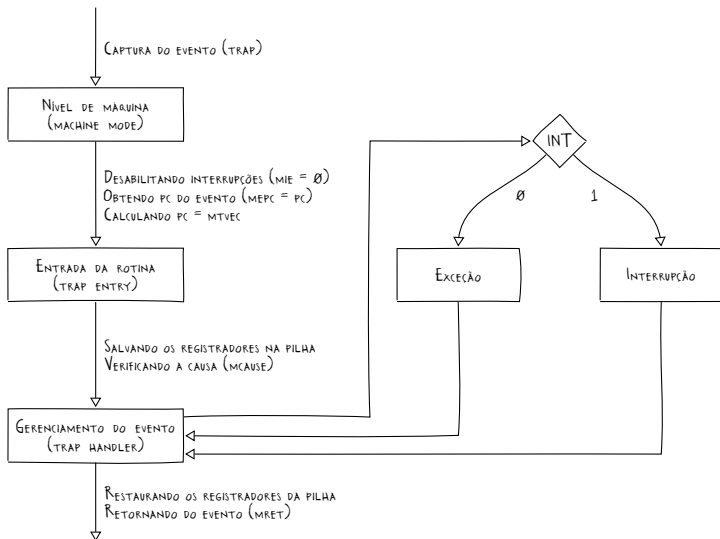 Captura do evento (trap)
Nível de máquina
(machine mode)
Desabilitando interrupções (mie = 0)
Obtendo pc do evento (mepc = pc)
Calculando pc = mtvec
Entrada da rotina
(trap entry)
Salvando os registradores na pilha
Verificando a causa (mcause)
Gerenciamento do evento
(trap handler)
Restaurando os registradores da pilha
Retornando do evento (mret)
INT
0
1
Exceção
Interrupção